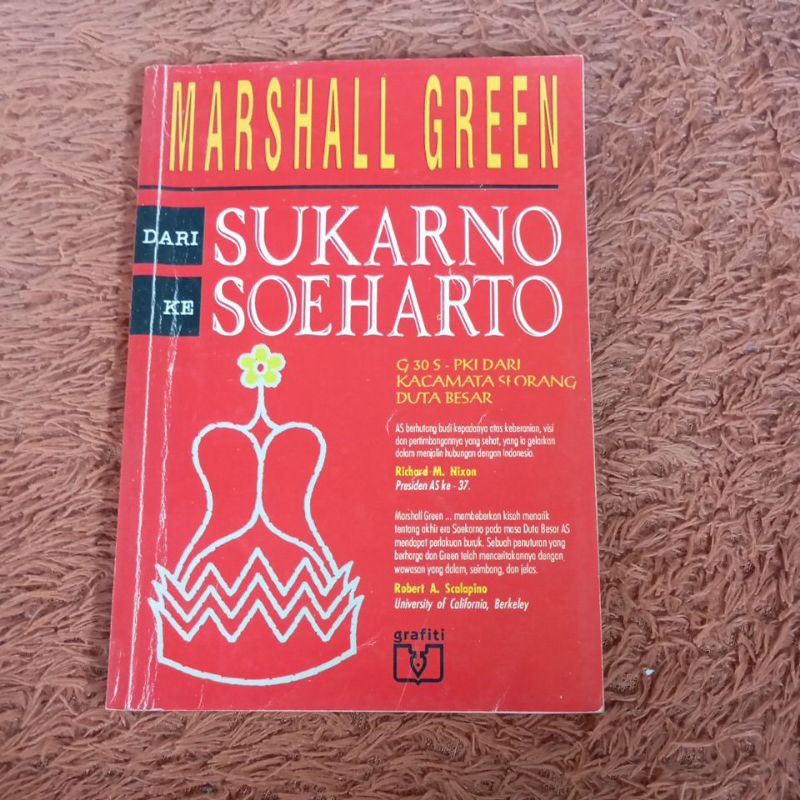 MARSHALL GREEN
DARI SUKARNO
KE SOEHARTO
G 30 S - PKI DARI
KACAMATA SEORANG
DUTA BESAR
AS berhutang budi kepadanya atas keberanian, visi
dan pertimbangannya yang sehat, yang ia gelarkan
dalam menjalin hubungan dengan Indonesia.
Richard M. Nixon
Presiden AS ke - 37.
Marshall Green ... membeberkan kisah menarik
tentang akhir era Soekarno pada masa Duta Besar AS
mendapat perlakuan buruk. Sebuah penuturan yang
berharga dan Green telah menceritakannya dengan
wawasan yang dalam, seimbang, dan jelas.
Robert A. Scalapino
University of California, Berkeley
grafiti